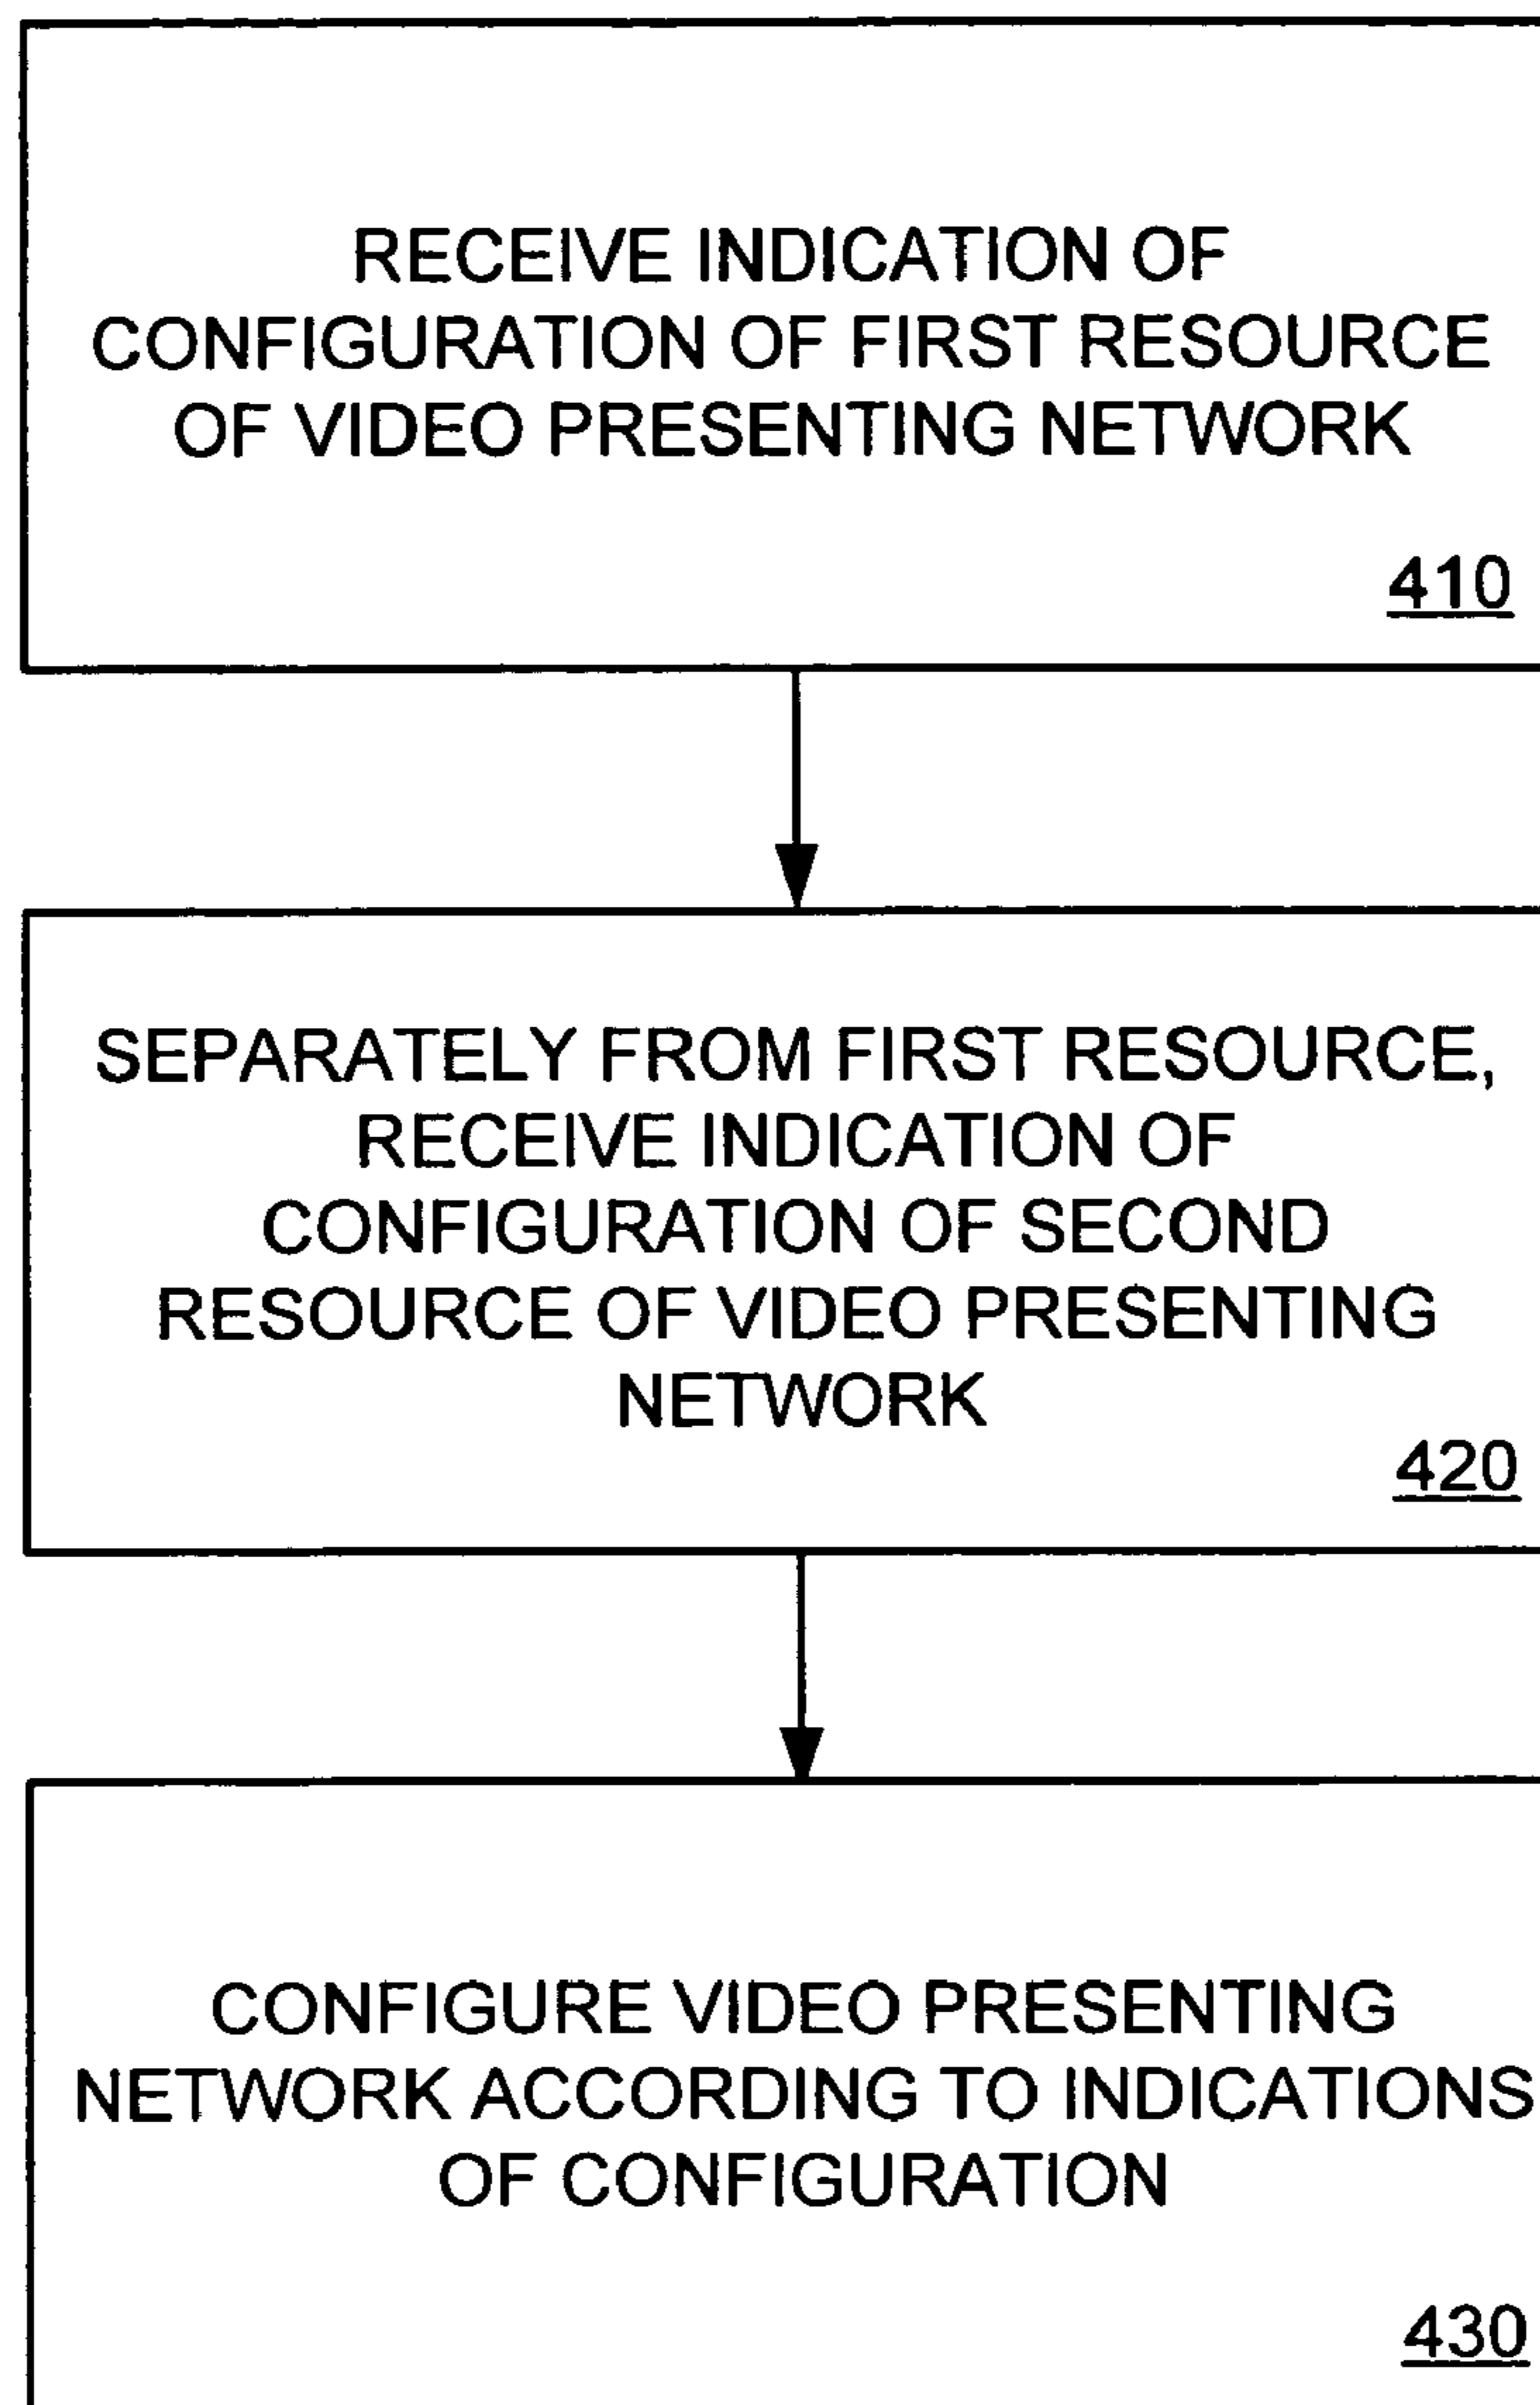 RECEIVE INDICATION OF
CONFIGURATION OF FIRST RESOURCE
OF VIDEO PRESENTING NETWORK
410
SEPARATELY FROM FIRST RESOURCE,
RECEIVE INDICATION OF
CONFIGURATION OF SECOND
RESOURCE OF VIDEO PRESENTING
NETWORK
420
CONFIGURE VIDEO PRESENTING
NETWORK ACCORDING TO INDICATIONS
OF CONFIGURATION
430